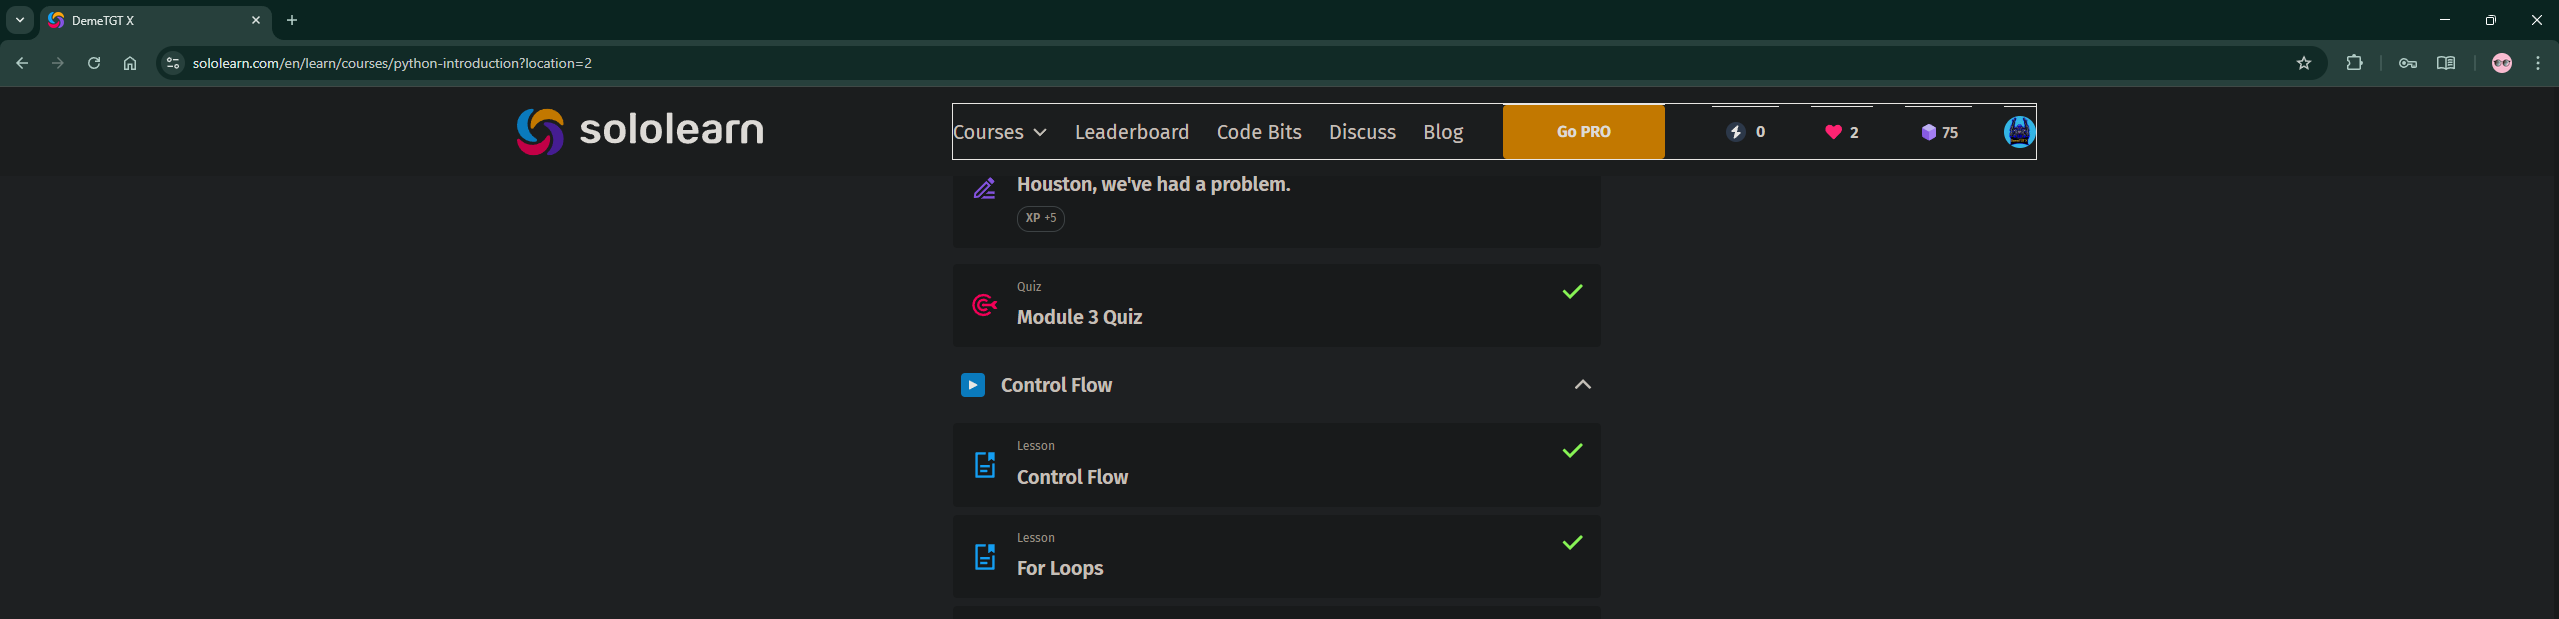 DemeTGT X
sololearn.com/en/learn/courses/python-introduction?location=2
sololearn
Courses Leaderboard Code Bits Discuss Blog Go PRO 0 2 75
Houston, we've had a problem.
XP +5
Quiz
Module 3 Quiz
Control Flow
Lesson
Control Flow
Lesson
For Loops